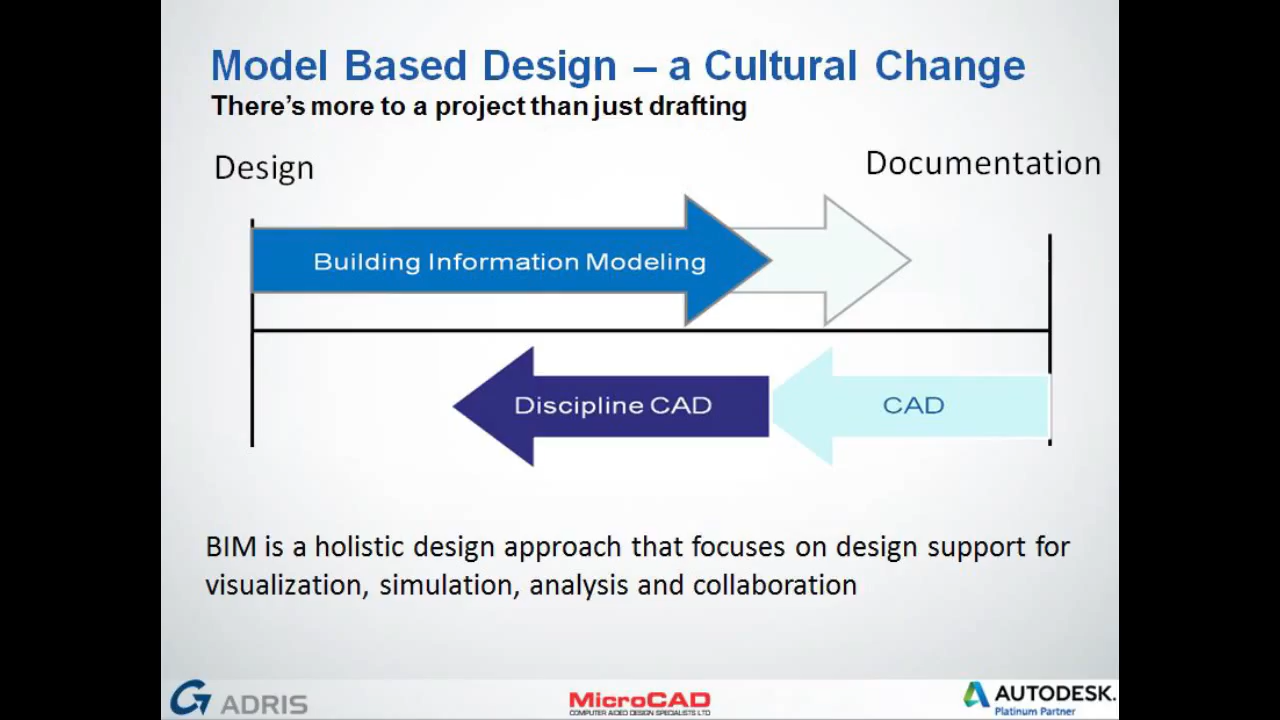 Model Based Design – a Cultural Change
There's more to a project than just drafting
Design
Documentation
Building Information Modeling
Discipline CAD
CAD
BIM is a holistic design approach that focuses on design support for
visualization, simulation, analysis and collaboration
G ADRIS
MicroCAD
COMPUTER AIDED DESIGN SPECIALISTS LTD
AUTODESK.
Platinum Partner